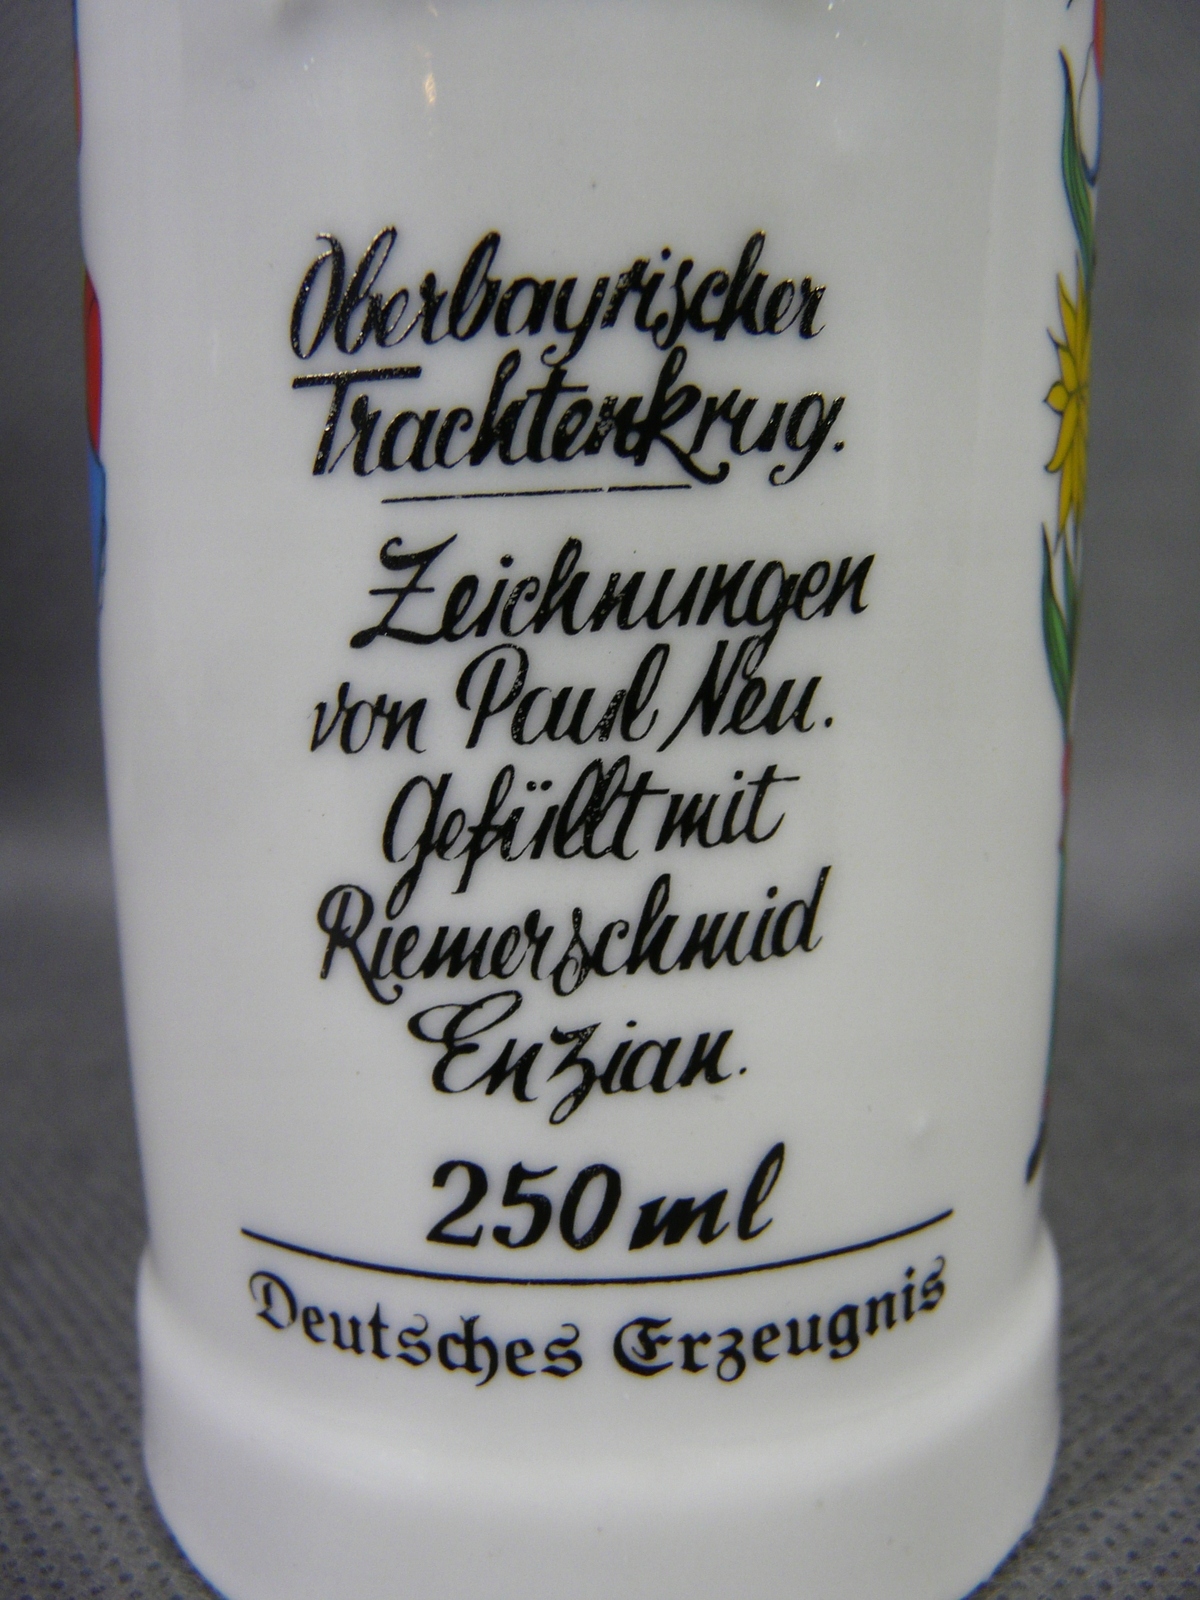 Oberbayrischer
Trachtenkrug.
Zeichnungen
von Paul Neu.
Gefüllt mit
Riemerschmid
Enzian.
250 ml
Deutsches Erzeugnis